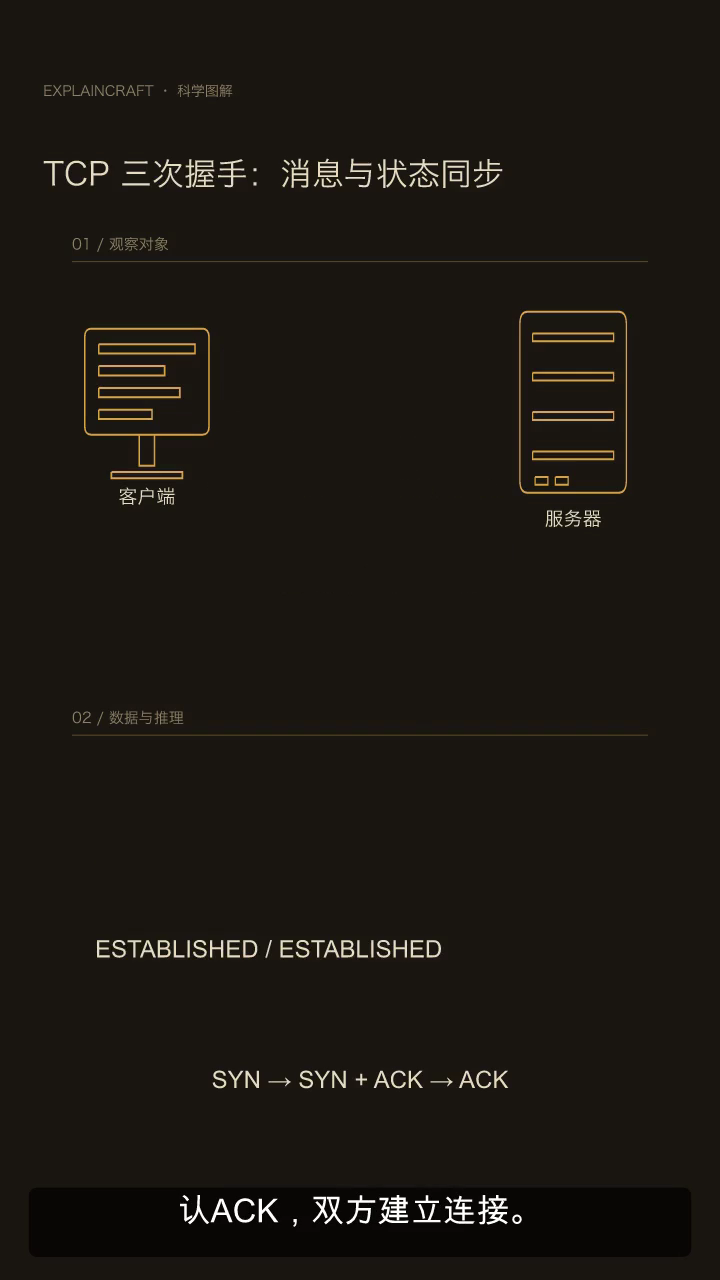 EXPLAINCRAFT · 科学图解
TCP 三次握手：消息与状态同步
01 / 观察对象
客户端
服务器
02 / 数据与推理
ESTABLISHED / ESTABLISHED
SYN → SYN + ACK → ACK
认ACK，双方建立连接。